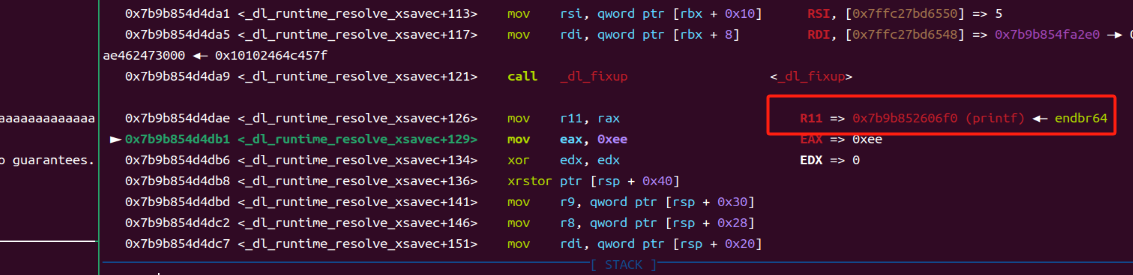 0x7b9b854d4da1 <_dl_runtime_resolve_xsavec+113> mov rsi, qword ptr [rbx + 0x10] RSI, [0x7ffc27bd6550] => 5
0x7b9b854d4da5 <_dl_runtime_resolve_xsavec+117> mov rdi, qword ptr [rbx + 8] RDI, [0x7ffc27bd6548] => 0x7b9b854fa2e0 —▸ 0
ae462473000 ◂— 0x10102464c457f
0x7b9b854d4da9 <_dl_runtime_resolve_xsavec+121> call _dl_fixup <_dl_fixup>
aaaaaaaaaaaaa 0x7b9b854d4dae <_dl_runtime_resolve_xsavec+126> mov r11, rax R11 => 0x7b9b852606f0 (printf) ◂— endbr64
► 0x7b9b854d4db1 <_dl_runtime_resolve_xsavec+129> mov eax, 0xee EAX => 0xee
o guarantees. 0x7b9b854d4db6 <_dl_runtime_resolve_xsavec+134> xor edx, edx EDX => 0
0x7b9b854d4db8 <_dl_runtime_resolve_xsavec+136> xrstor ptr [rsp + 0x40]
0x7b9b854d4dbd <_dl_runtime_resolve_xsavec+141> mov r9, qword ptr [rsp + 0x30]
0x7b9b854d4dc2 <_dl_runtime_resolve_xsavec+146> mov r8, qword ptr [rsp + 0x28]
0x7b9b854d4dc7 <_dl_runtime_resolve_xsavec+151> mov rdi, qword ptr [rsp + 0x20]
[ STACK ]